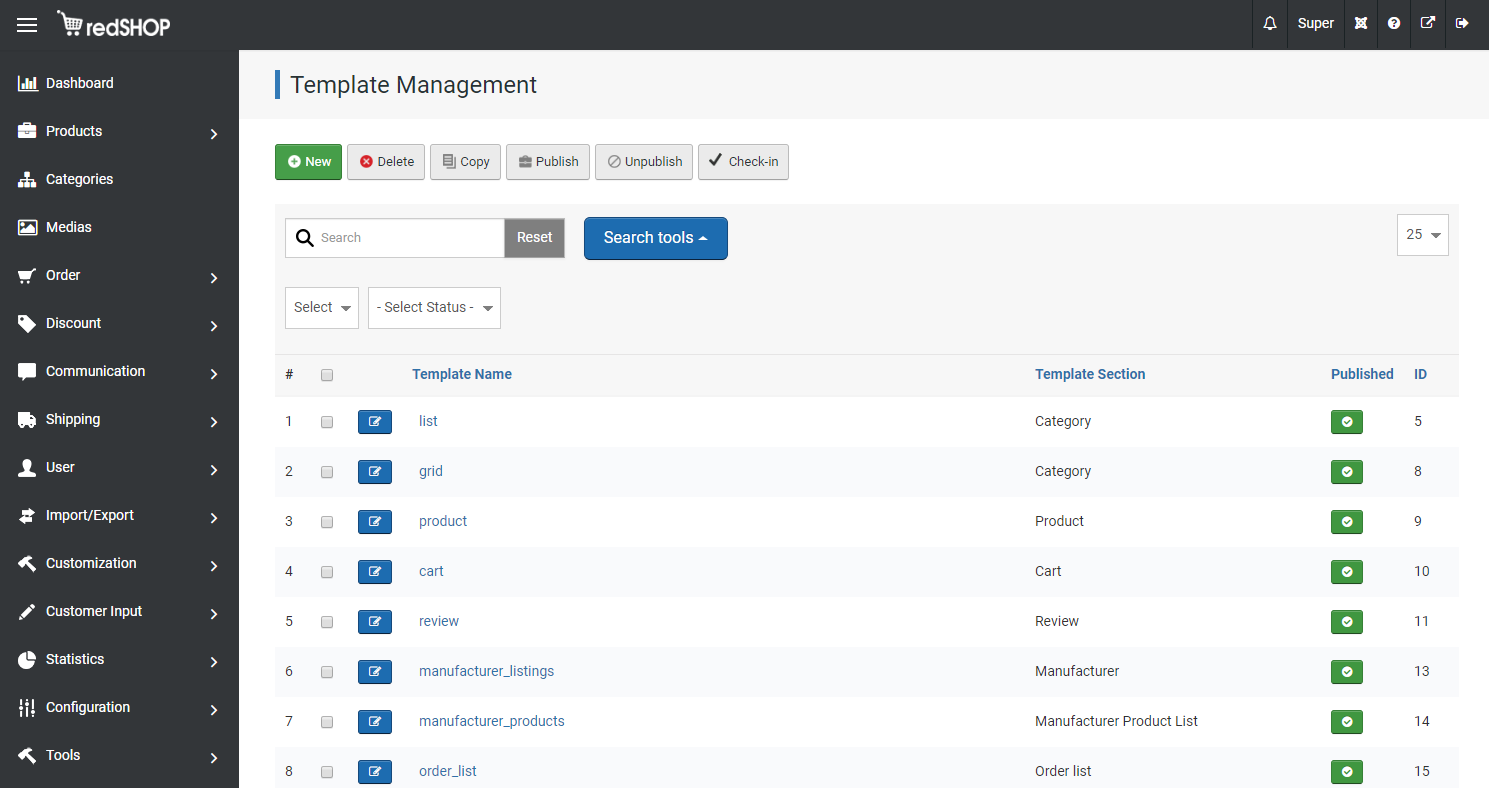 redSHOP
Super
Dashboard
Products
Categories
Medias
Order
Discount
Communication
Shipping
User
Import/Export
Customization
Customer Input
Statistics
Configuration
Tools
Template Management
New Delete Copy Publish Unpublish Check-in
Search Reset Search tools 25
Select - Select Status -
# Template Name Template Section Published ID
1 list Category 5
2 grid Category 8
3 product Product 9
4 cart Cart 10
5 review Review 11
6 manufacturer_listings Manufacturer 13
7 manufacturer_products Manufacturer Product List 14
8 order_list Order list 15